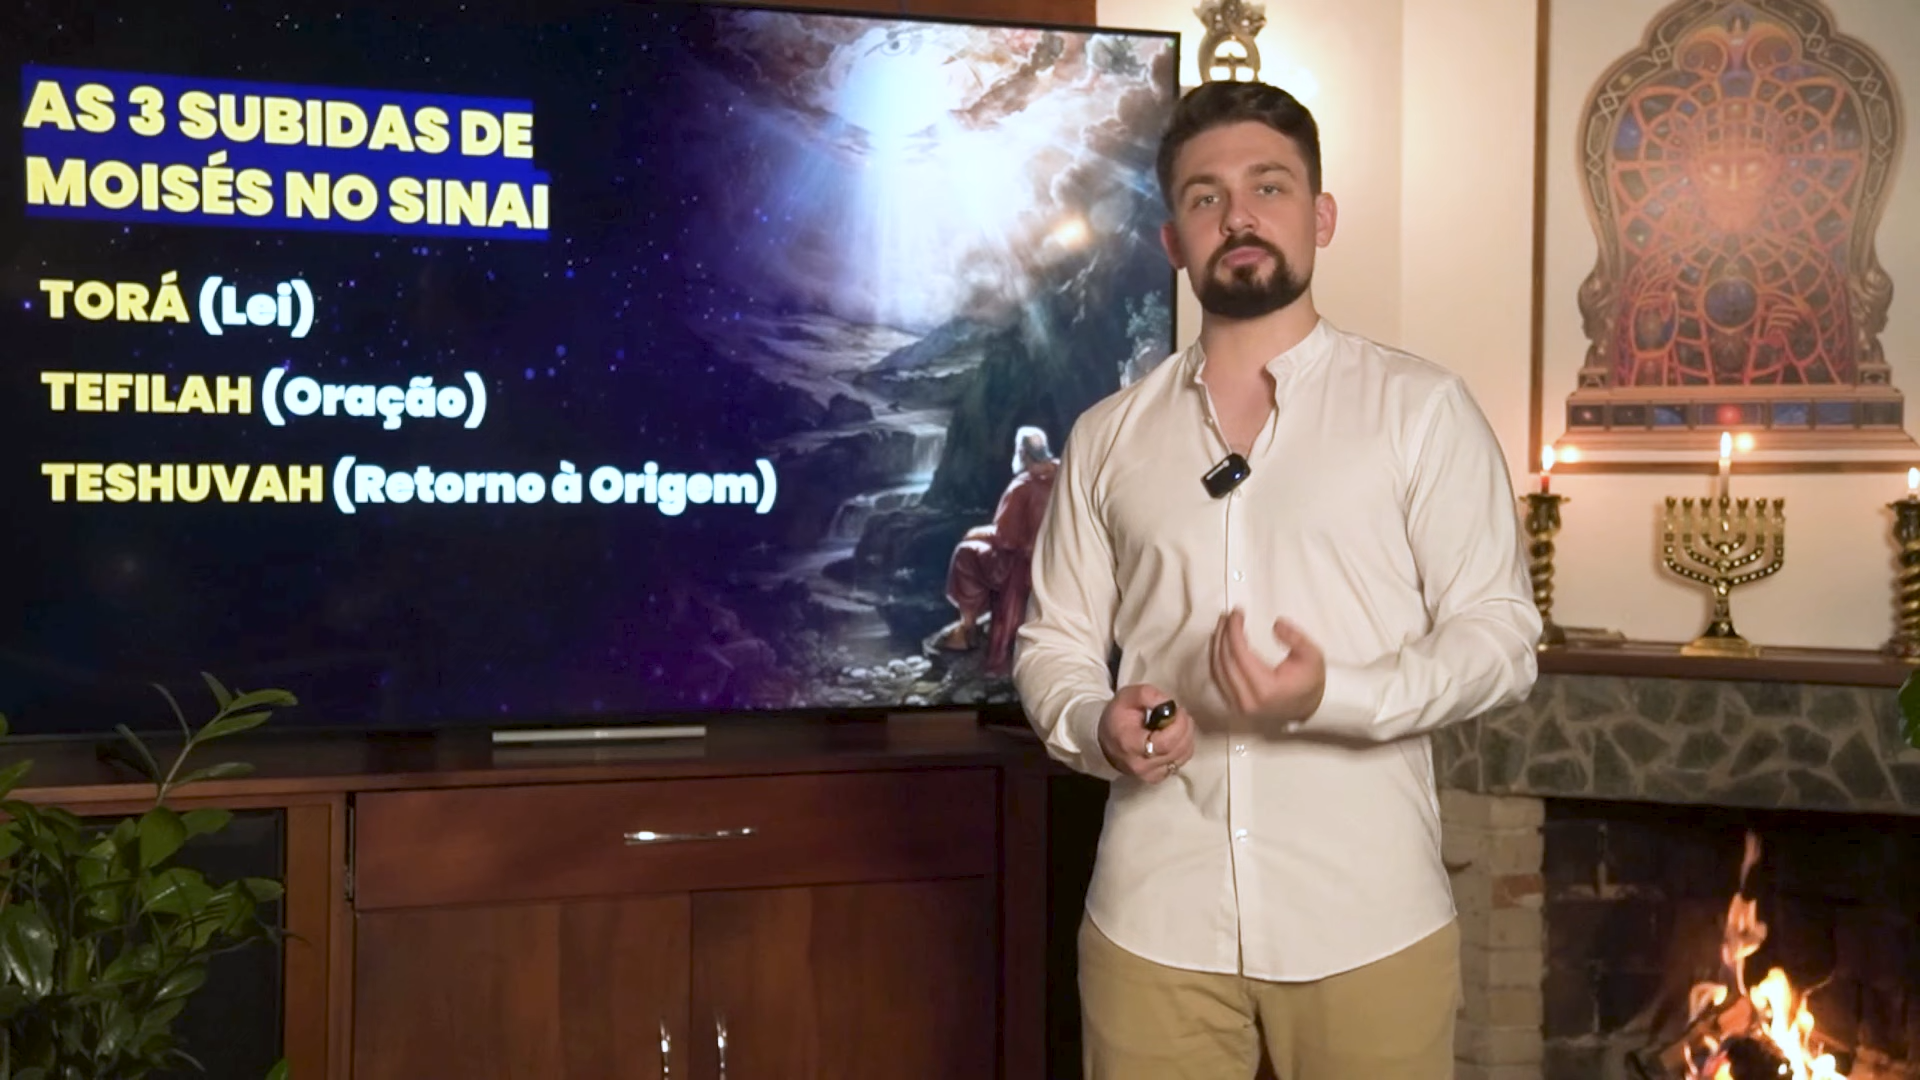 AS 3 SUBIDAS DE
MOISÉS NO SINAI
TORÁ (Lei)
TEFILAH (Oração)
TESHUVAH (Retorno à Origem)